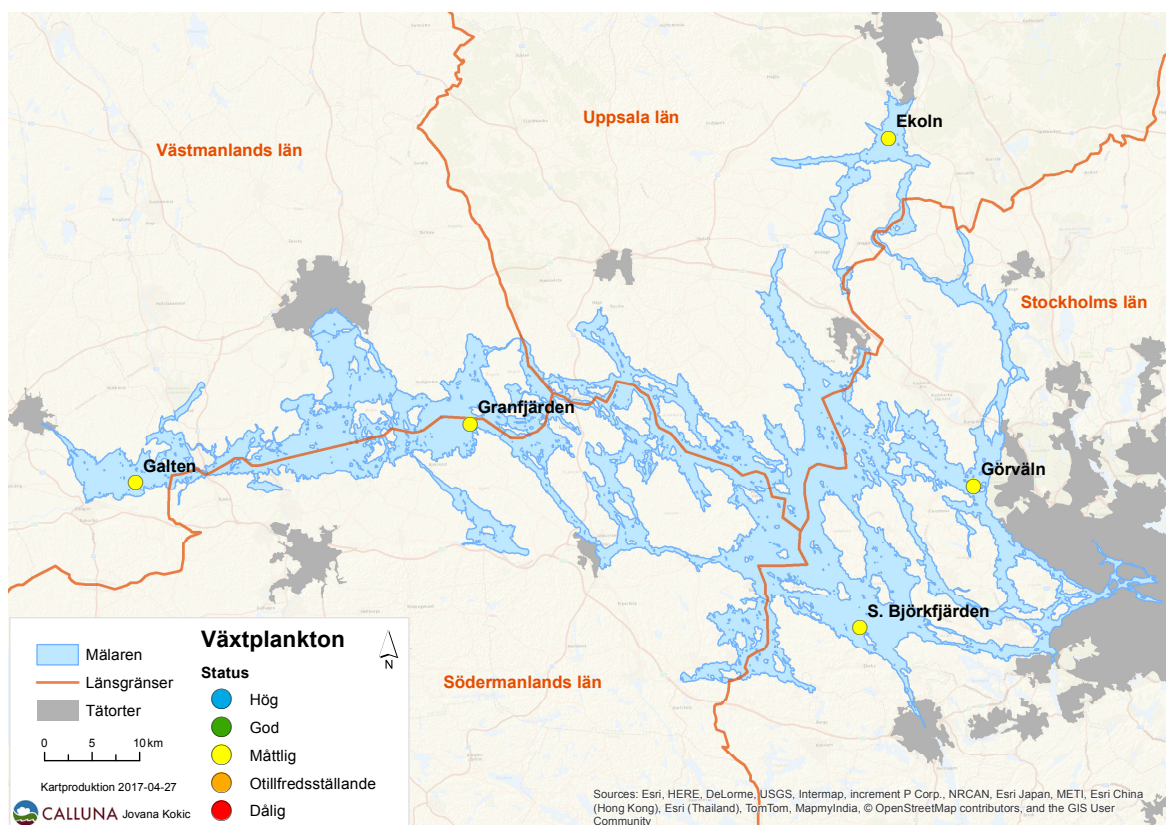 Ekoln
Uppsala län
Västmanlands län
Stockholms län
Granfjärden
Galten
Görväln
S. Björkfjärden
Södermanlands län
Växtplankton
N
Mälaren
Länsgränser
Tätorter
0 5 10 km
Kartproduktion 2017-04-27
CALLUNA Jovana Kokic
Status
Hög
God
Måttlig
Otillfredsställande
Dålig
Sources: Esri, HERE, DeLorme, USGS, Intermap, increment P Corp., NRCAN, Esri Japan, METI, Esri China
(Hong Kong), Esri (Thailand), TomTom, MapmyIndia, © OpenStreetMap contributors, and the GIS User
Community